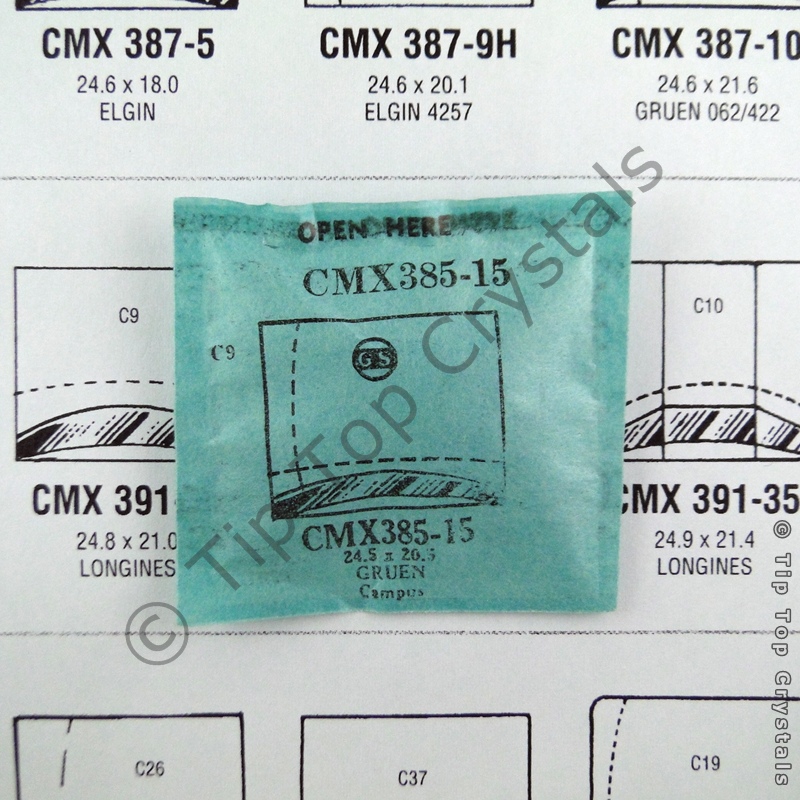 CMX 387-5
24.6 x 18.0
ELGIN
CMX 387-9H
24.6 x 20.1
ELGIN 4257
CMX 387-10
24.6 x 21.6
GRUEN 062/422
OPEN HERE
CMX385-15
C9
GS
CMX385-15
24.5 x 20.5
GRUEN
Campus
C9
CMX 391
24.8 x 21.0
LONGINES
C10
CMX 391-35
24.9 x 21.4
LONGINES
C26
C37
C19
© Tip Top Crystals
© Tip Top Crystals